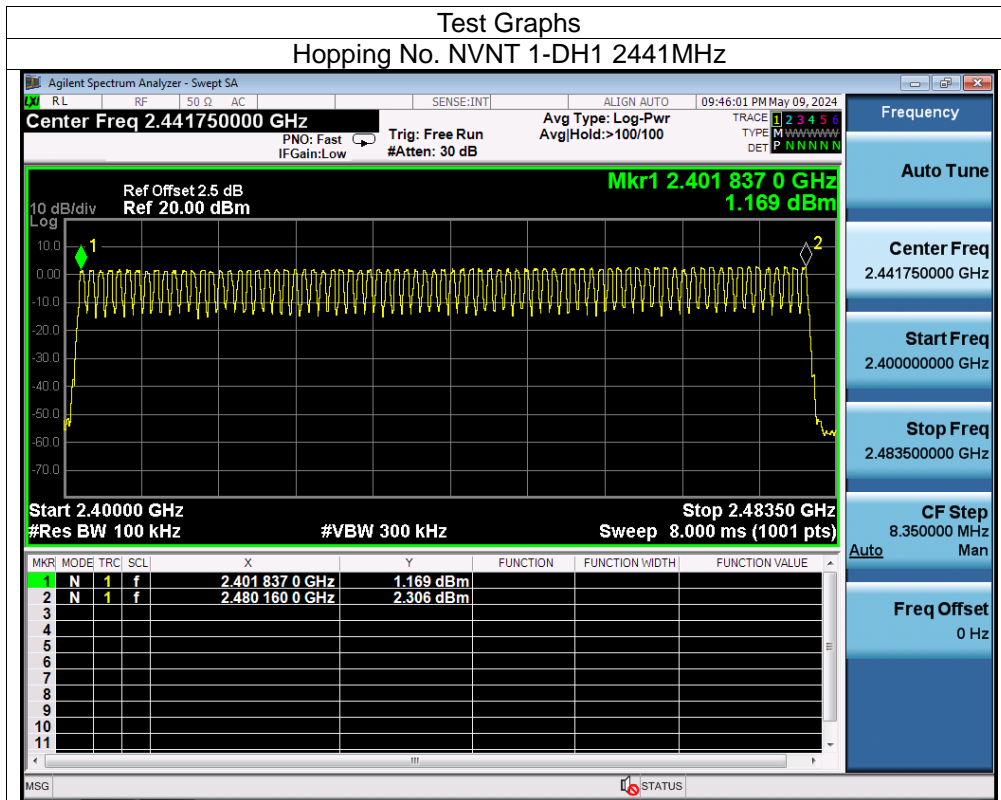 Test Graphs
Hopping No. NVNT 1-DH1 2441MHz
Agilent Spectrum Analyzer - Swept SA
LXI RL RF 50 Ω AC SENSE:INT ALIGN AUTO 09:46:01 PM May 09, 2024
Center Freq 2.441750000 GHz
PNO: Fast
IFGain:Low
Trig: Free Run
#Atten: 30 dB
Avg Type: Log-Pwr
Avg|Hold:>100/100
TRACE 1 2 3 4 5 6
TYPE M WWWWW
DET P N N N N N
Mkr1 2.401 837 0 GHz
1.169 dBm
Ref Offset 2.5 dB
10 dB/div Ref 20.00 dBm
Log
10.0
0.00
-10.0
-20.0
-30.0
-40.0
-50.0
-60.0
-70.0
1
2
Start 2.40000 GHz Stop 2.48350 GHz
#Res BW 100 kHz #VBW 300 kHz Sweep 8.000 ms (1001 pts)
MKR MODE TRC SCL X Y FUNCTION FUNCTION WIDTH FUNCTION VALUE
1 N 1 f 2.401 837 0 GHz 1.169 dBm
2 N 1 f 2.480 160 0 GHz 2.306 dBm
3
4
5
6
7
8
9
10
11
MSG STATUS
Frequency
Auto Tune
Center Freq
2.441750000 GHz
Start Freq
2.400000000 GHz
Stop Freq
2.483500000 GHz
CF Step
8.350000 MHz
Auto Man
Freq Offset
0 Hz